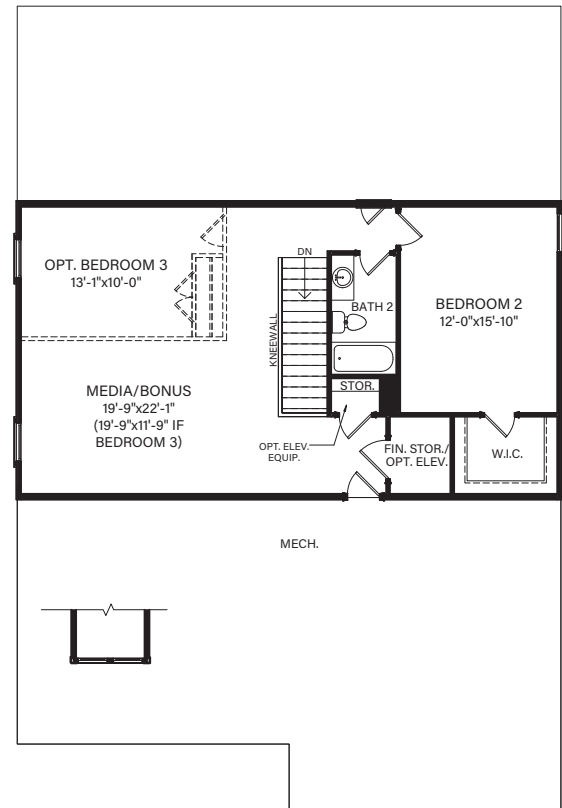 DN
OPT. BEDROOM 3
13'-1"x10'-0"
BATH 2
BEDROOM 2
12'-0"x15'-10"
KNEEWALL
MEDIA/BONUS
19'-9"x22'-1"
(19'-9"x11'-9" IF
BEDROOM 3)
STOR.
OPT. ELEV.
EQUIP.
FIN. STOR./
OPT. ELEV.
W.I.C.
MECH.